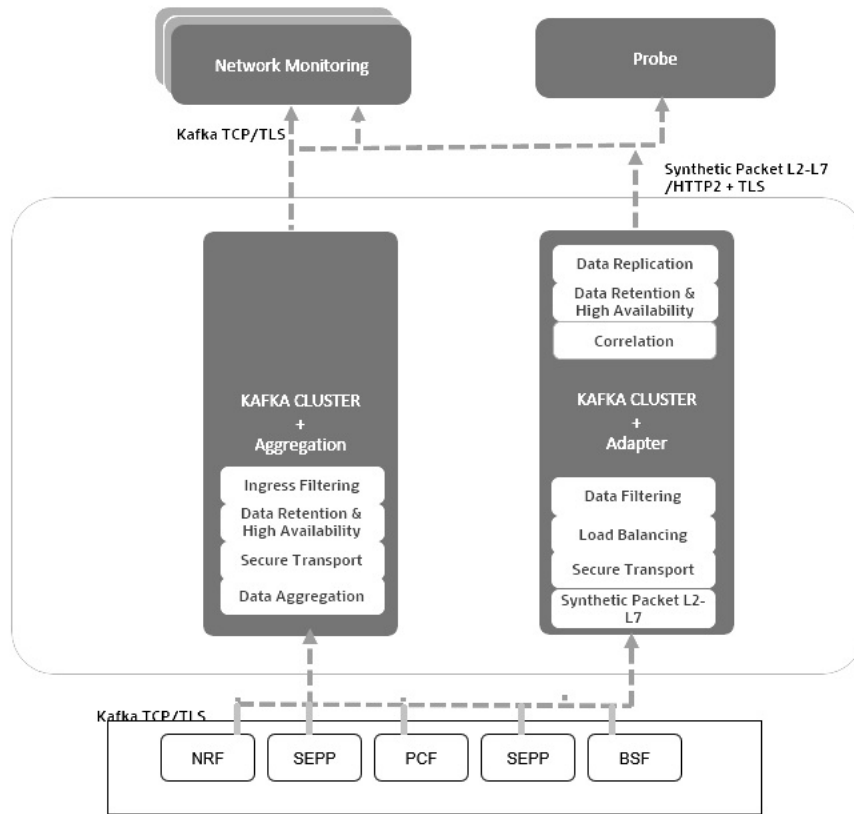 Network Monitoring
Probe
Kafka TCP/TLS
Synthetic Packet L2-L7
/HTTP2 + TLS
KAFKA CLUSTER
+
Aggregation
Ingress Filtering
Data Retention &
High Availability
Secure Transport
Data Aggregation
Data Replication
Data Retention &
High Availability
Correlation
KAFKA CLUSTER
+
Adapter
Data Filtering
Load Balancing
Secure Transport
Synthetic Packet L2-
L7
Kafka TCP/TLS
NRF
SEPP
PCF
SEPP
BSF